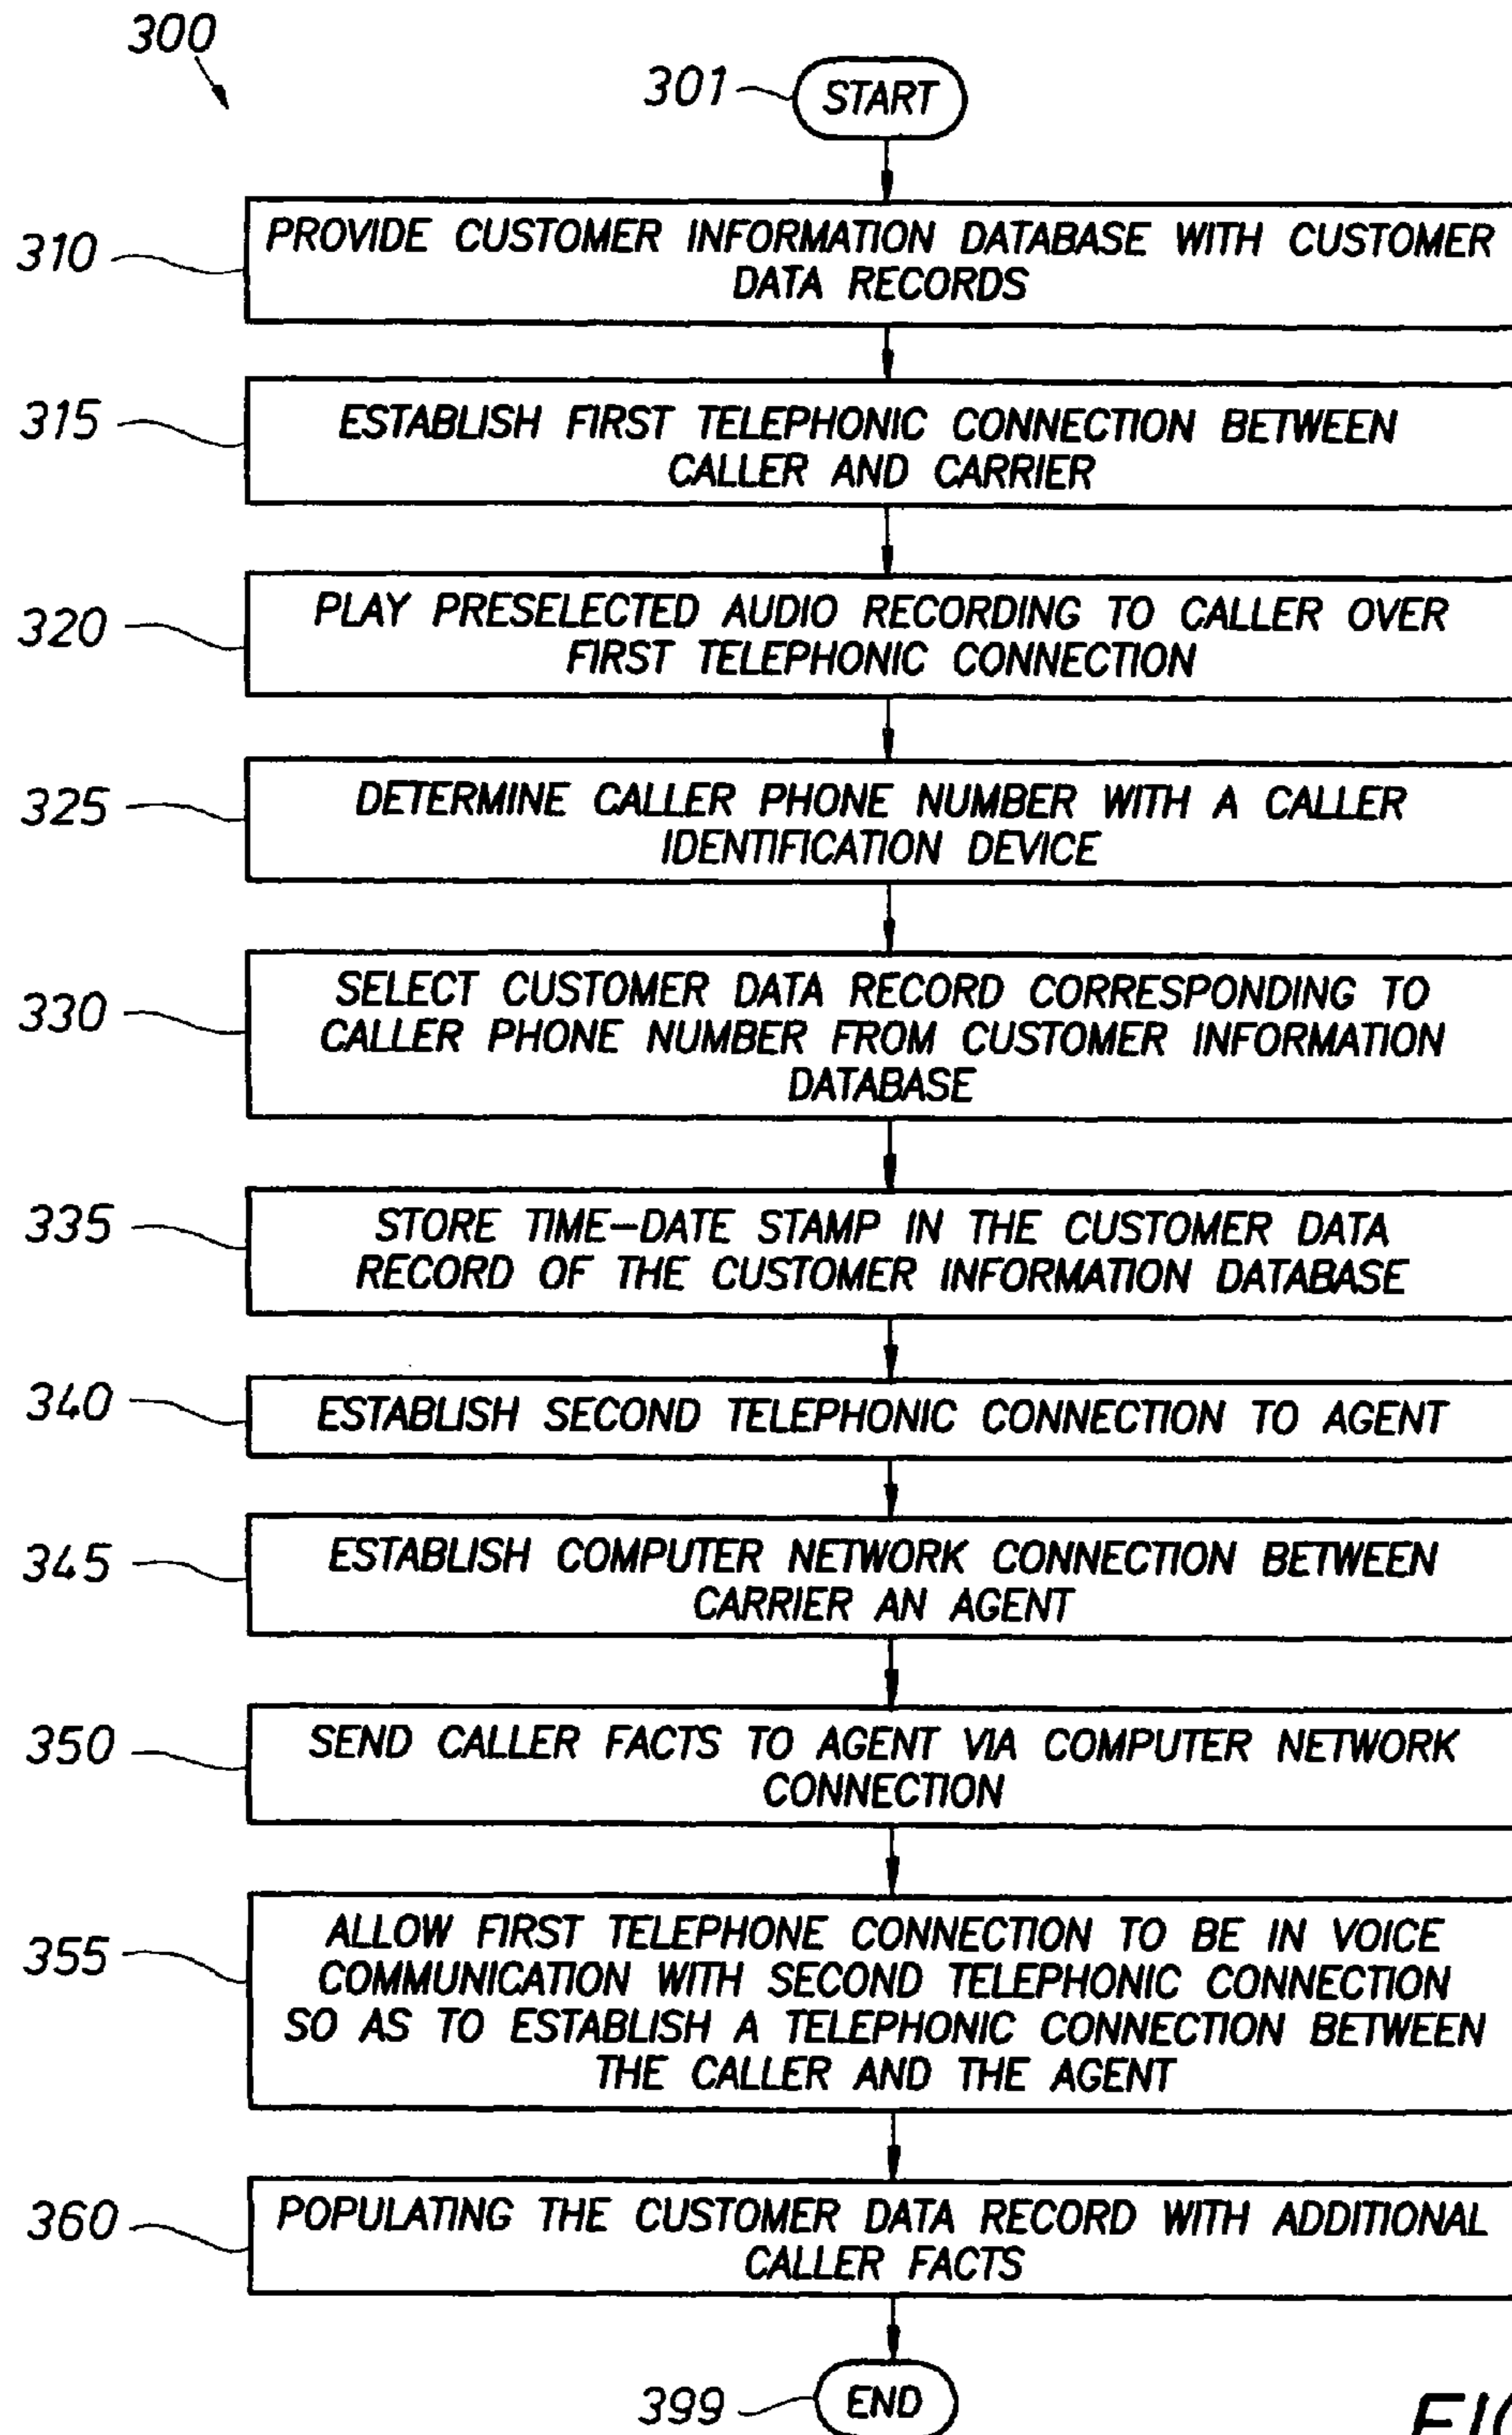 300
301
START
310
PROVIDE CUSTOMER INFORMATION DATABASE WITH CUSTOMER
DATA RECORDS
315
ESTABLISH FIRST TELEPHONIC CONNECTION BETWEEN
CALLER AND CARRIER
320
PLAY PRESELECTED AUDIO RECORDING TO CALLER OVER
FIRST TELEPHONIC CONNECTION
325
DETERMINE CALLER PHONE NUMBER WITH A CALLER
IDENTIFICATION DEVICE
330
SELECT CUSTOMER DATA RECORD CORRESPONDING TO
CALLER PHONE NUMBER FROM CUSTOMER INFORMATION
DATABASE
335
STORE TIME-DATE STAMP IN THE CUSTOMER DATA
RECORD OF THE CUSTOMER INFORMATION DATABASE
340
ESTABLISH SECOND TELEPHONIC CONNECTION TO AGENT
345
ESTABLISH COMPUTER NETWORK CONNECTION BETWEEN
CARRIER AN AGENT
350
SEND CALLER FACTS TO AGENT VIA COMPUTER NETWORK
CONNECTION
355
ALLOW FIRST TELEPHONE CONNECTION TO BE IN VOICE
COMMUNICATION WITH SECOND TELEPHONIC CONNECTION
SO AS TO ESTABLISH A TELEPHONIC CONNECTION BETWEEN
THE CALLER AND THE AGENT
360
POPULATING THE CUSTOMER DATA RECORD WITH ADDITIONAL
CALLER FACTS
399
END